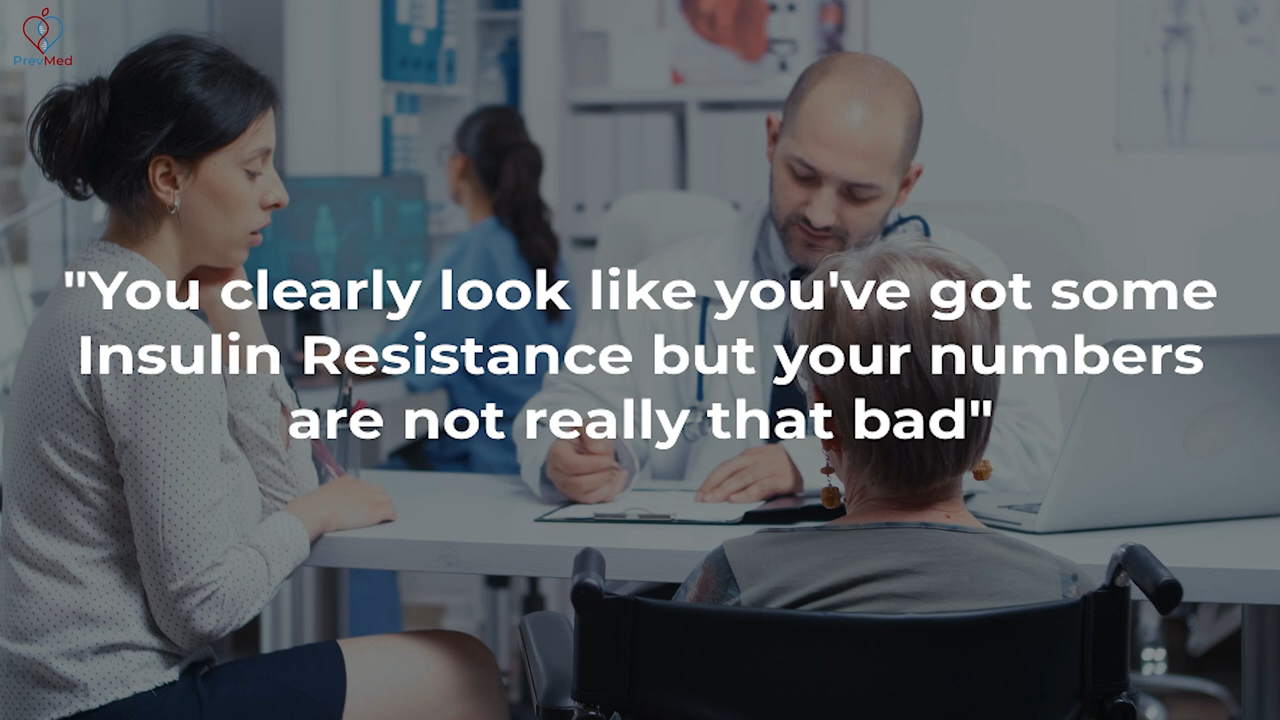 PrevMed
"You clearly look like you've got some
Insulin Resistance but your numbers
are not really that bad"